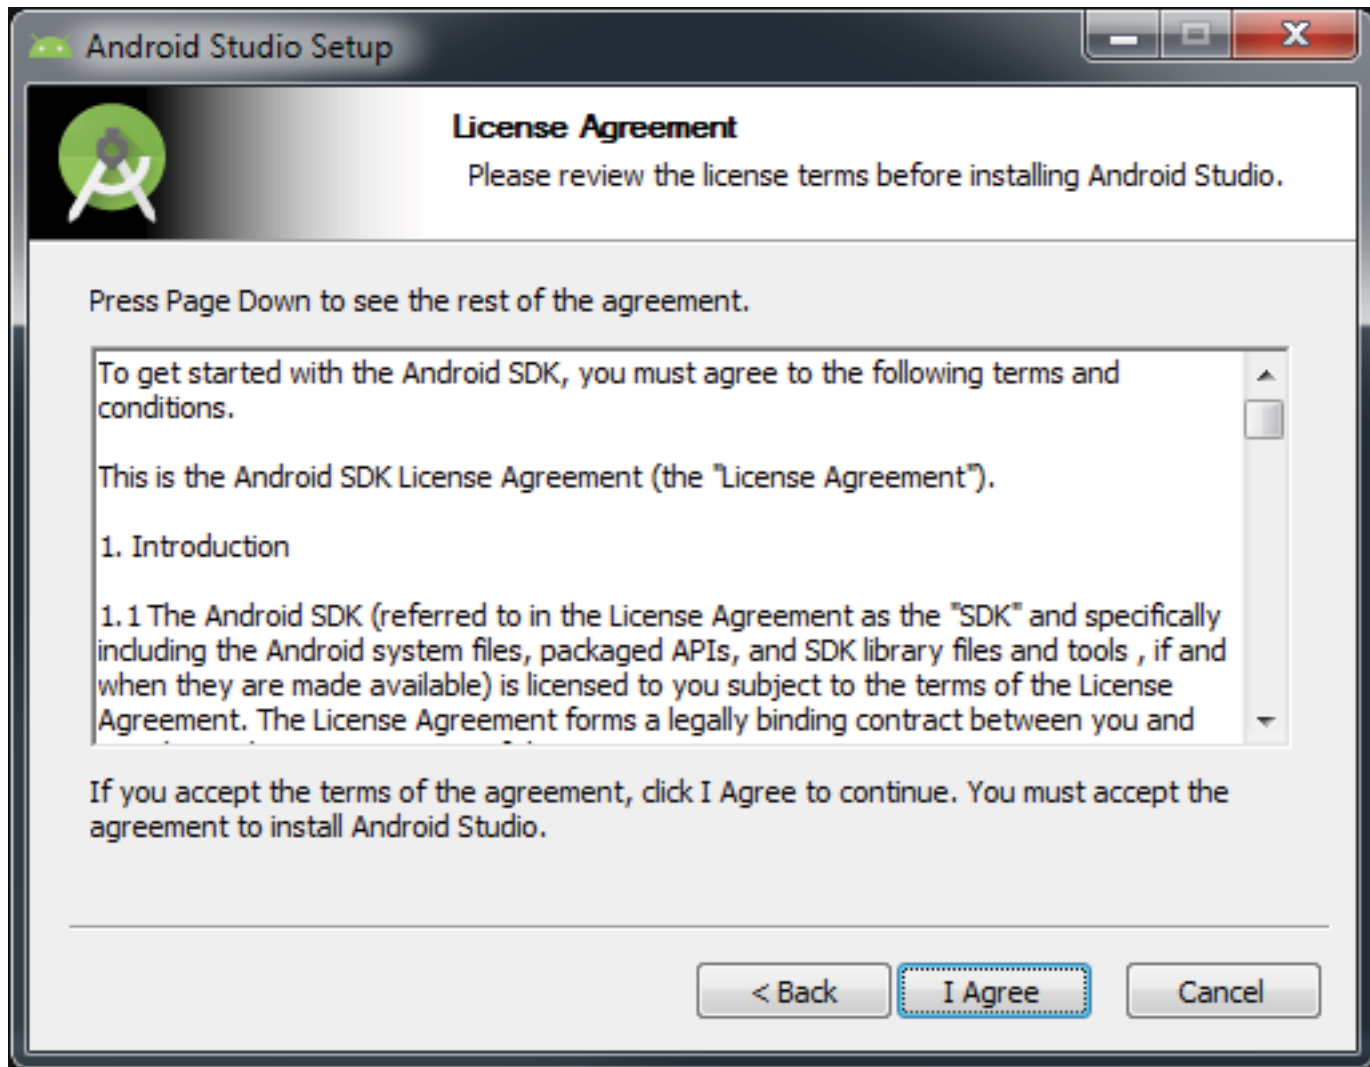 Android Studio Setup
License Agreement
Please review the license terms before installing Android Studio.
Press Page Down to see the rest of the agreement.
To get started with the Android SDK, you must agree to the following terms and
conditions.
This is the Android SDK License Agreement (the "License Agreement").
1. Introduction
1.1 The Android SDK (referred to in the License Agreement as the "SDK" and specifically
including the Android system files, packaged APIs, and SDK library files and tools , if and
when they are made available) is licensed to you subject to the terms of the License
Agreement. The License Agreement forms a legally binding contract between you and
If you accept the terms of the agreement, click I Agree to continue. You must accept the
agreement to install Android Studio.
< Back
I Agree
Cancel